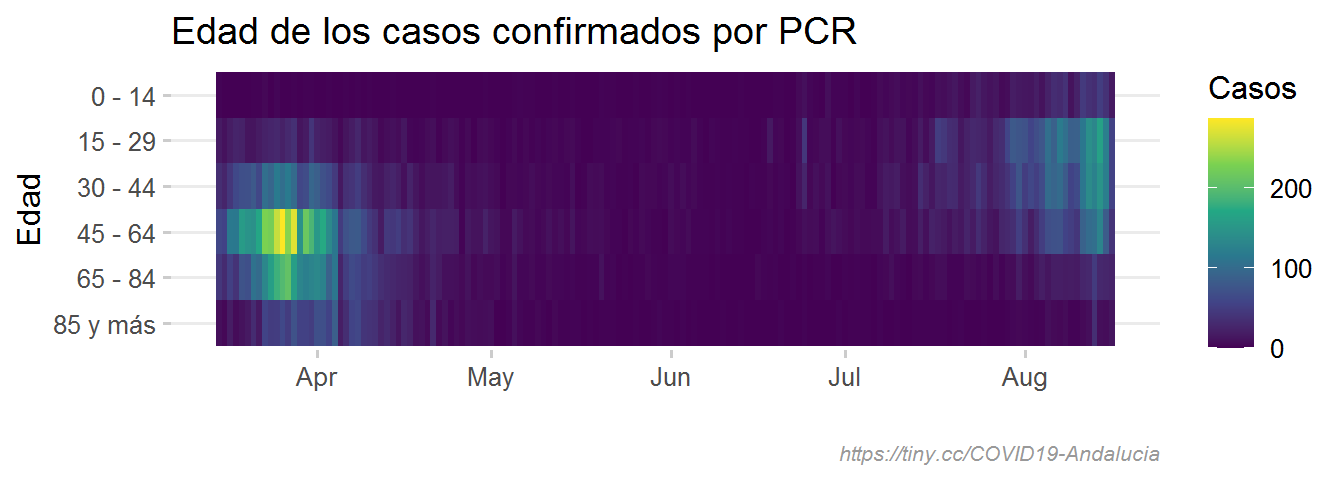 Edad de los casos confirmados por PCR
Edad
0 - 14
15 - 29
30 - 44
45 - 64
65 - 84
85 y más
Apr
May
Jun
Jul
Aug
Casos
200
100
0
https://tiny.cc/COVID19-Andalucia